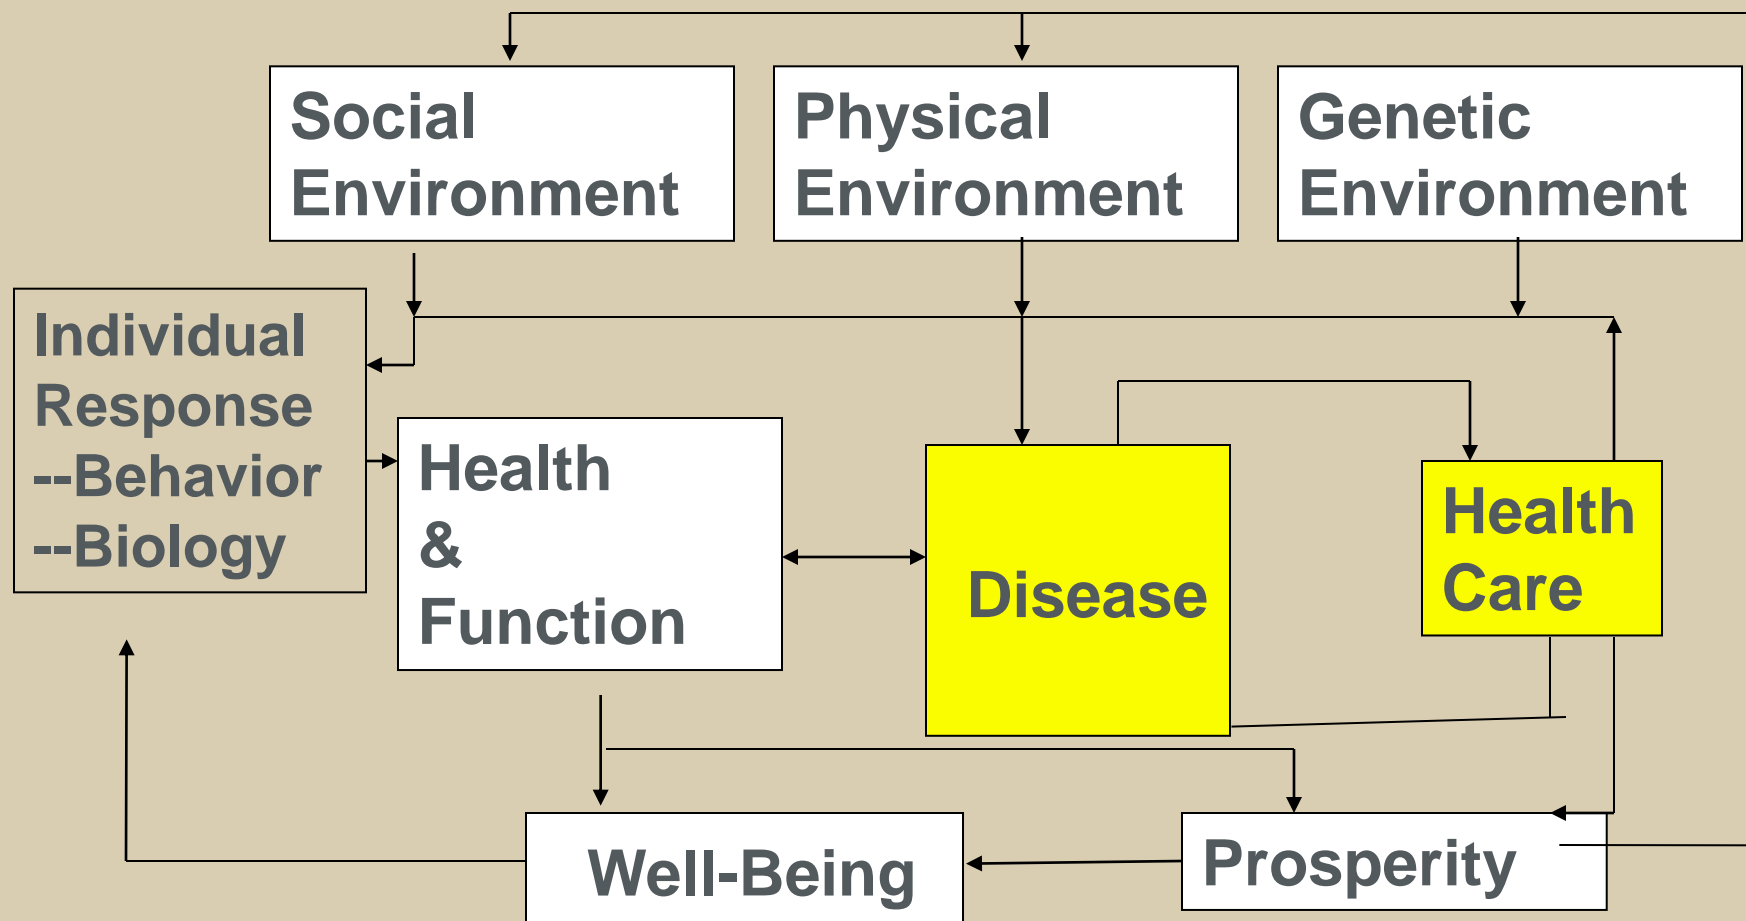 Social
Environment
Physical
Environment
Genetic
Environment
Individual
Response
--Behavior
--Biology
Health
&
Function
Disease
Health
Care
Well-Being
Prosperity